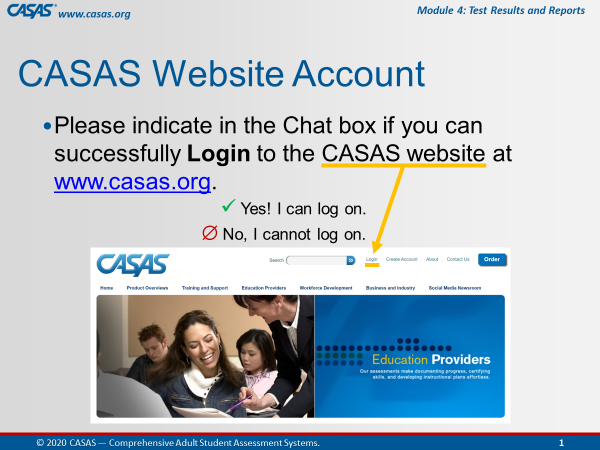 CASAS® www.casas.org
Module 4: Test Results and Reports
CASAS Website Account
•Please indicate in the Chat box if you can
successfully Login to the CASAS website at
www.casas.org.
✓ Yes! I can log on.
∅ No, I cannot log on.
CASAS
Search
Login Create Account About Contact Us Order
Home Product Overviews Training and Support Education Providers Workforce Development Business and Industry Social Media Newsroom
Education Providers
Our assessments make documenting progress, certifying
skills, and developing instructional plans effortless.
© 2020 CASAS — Comprehensive Adult Student Assessment Systems.
1